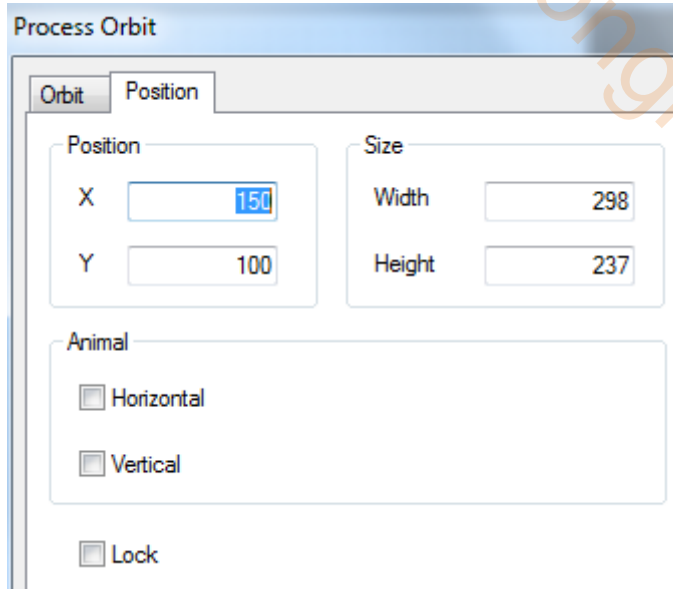 Process Orbit
Orbit Position
Position
X 150
Y 100
Size
Width 298
Height 237
Animal
Horizontal
Vertical
Lock